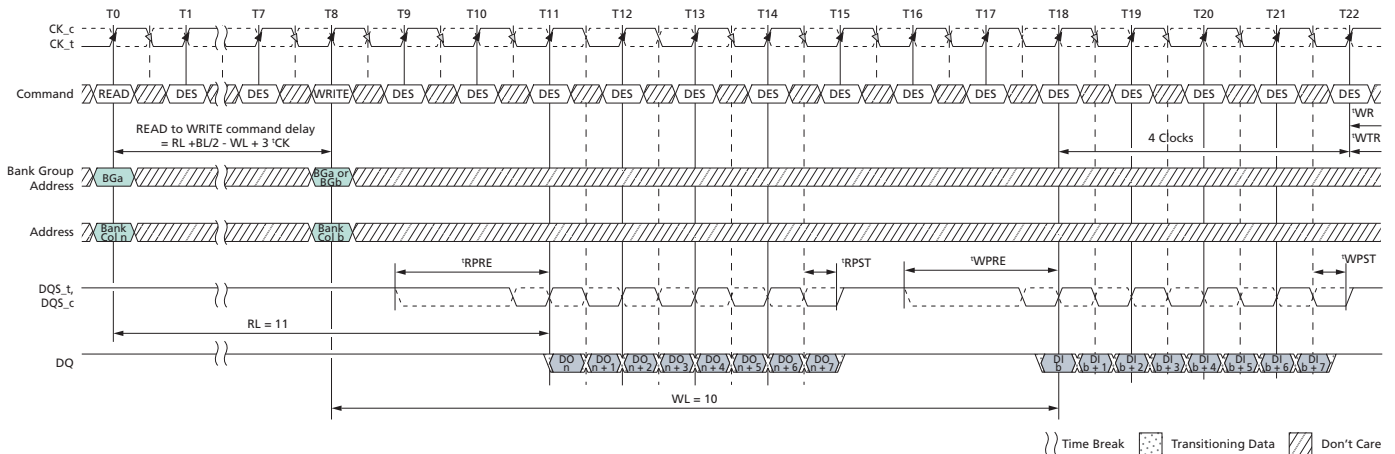 T0 T1 T7 T8 T9 T10 T11 T12 T13 T14 T15 T16 T17 T18 T19 T20 T21 T22
CK_c
CK_t
Command READ DES DES WRITE DES DES DES DES DES DES DES DES DES DES DES DES DES DES
READ to WRITE command delay
= RL +BL/2 - WL + 3 tCK
4 Clocks
tWR
tWTR
Bank Group
Address
BGa
BGa or
BGb
Address
Bank
Col n
Bank
Col b
tRPRE tRPST tWPRE tWPST
DQS_t,
DQS_c
RL = 11
DQ
DO
n
DO
n + 1
DO
n + 2
DO
n + 3
DO
n + 4
DO
n + 5
DO
n + 6
DO
n + 7
DI
b
DI
b + 1
DI
b + 2
DI
b + 3
DI
b + 4
DI
b + 5
DI
b + 6
DI
b + 7
WL = 10
Time Break Transitioning Data Don't Care